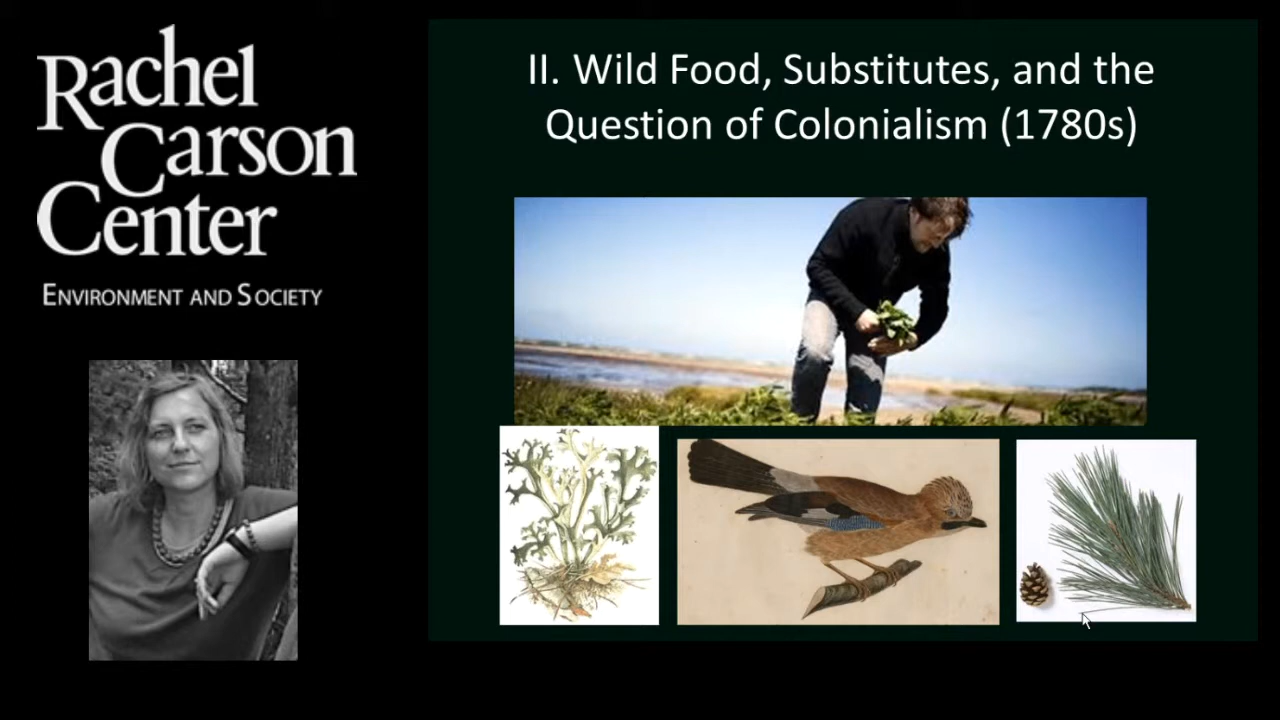 Rachel
Carson
Center
ENVIRONMENT AND SOCIETY
II. Wild Food, Substitutes, and the
Question of Colonialism (1780s)